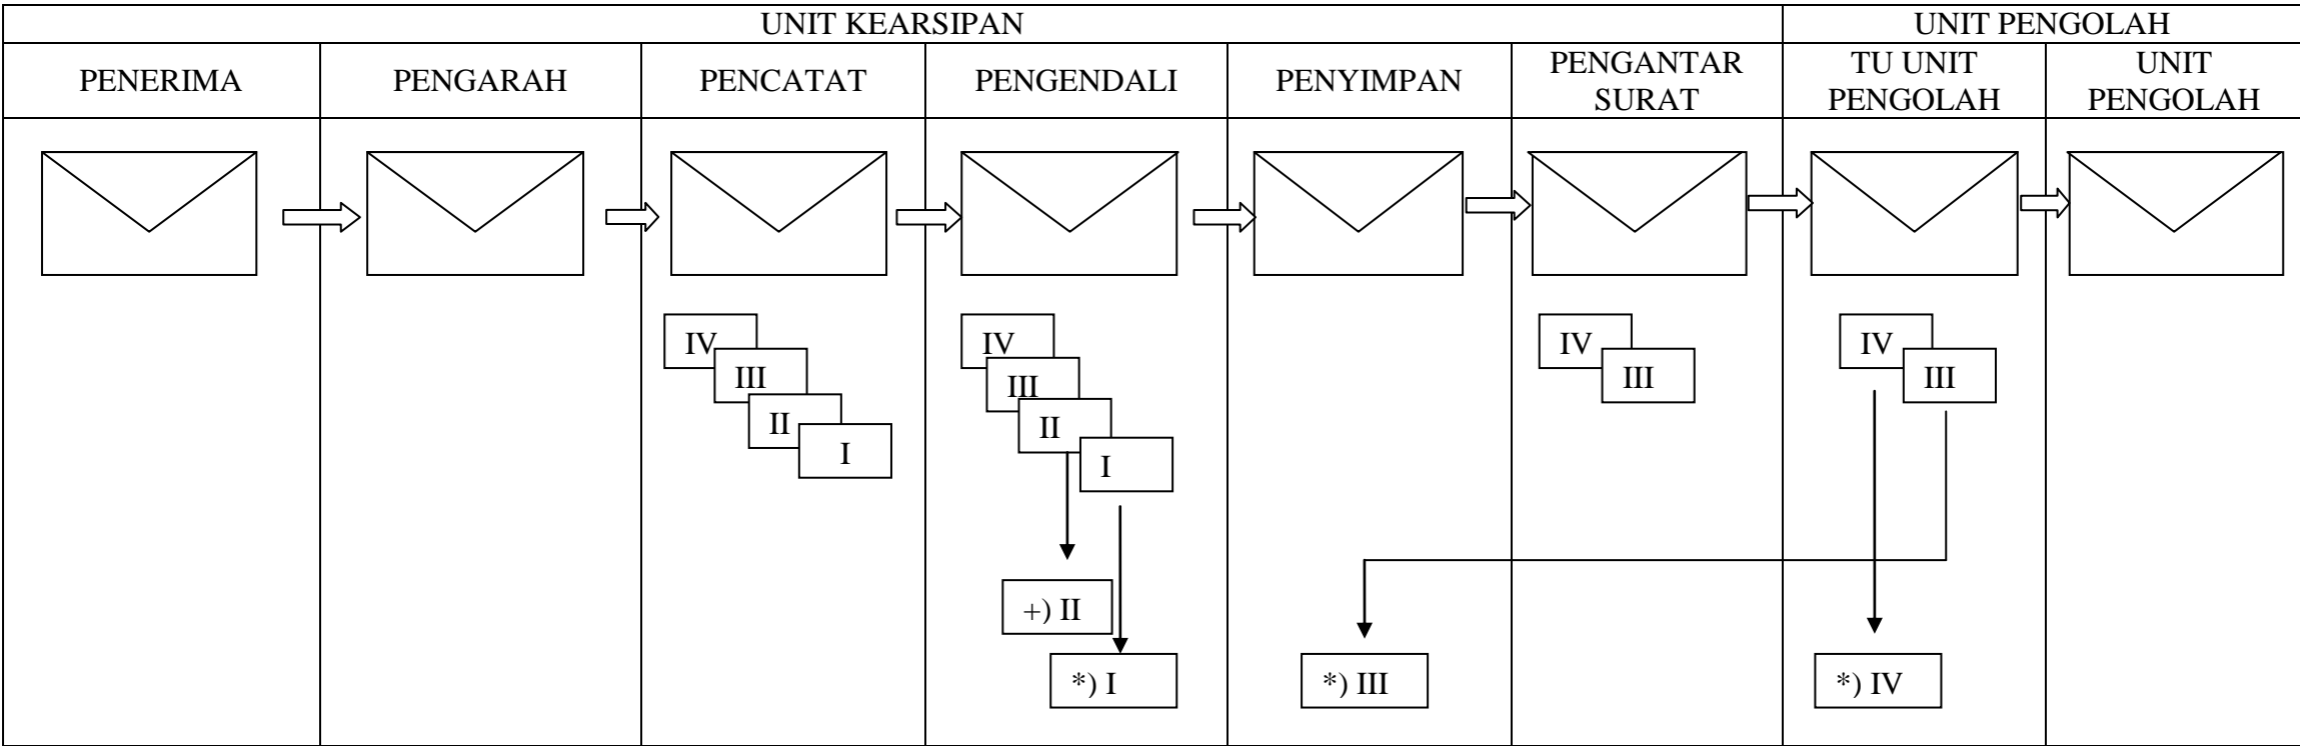 UNIT KEARSIPAN
UNIT PENGOLAH
PENERIMA
PENGARAH
PENCATAT
PENGENDALI
PENYIMPAN
PENGANTAR
SURAT
TU UNIT
PENGOLAH
UNIT
PENGOLAH
IV
III
II
I
IV
III
II
I
IV
III
IV
III
+) II
*) I
*) III
*) IV